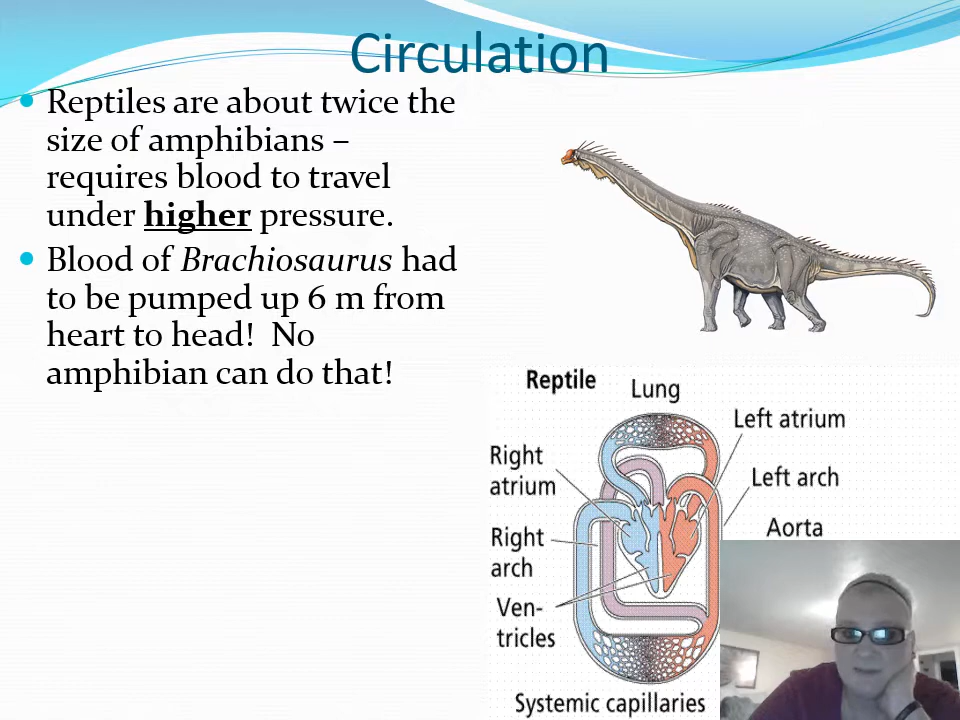 Circulation
Reptiles are about twice the
size of amphibians –
requires blood to travel
under higher pressure.
Blood of Brachiosaurus had
to be pumped up 6 m from
heart to head!  No
amphibian can do that!
Reptile
Lung
Left atrium
Right
atrium
Left arch
Aorta
Right
arch
Ven-
tricles
Systemic capillaries